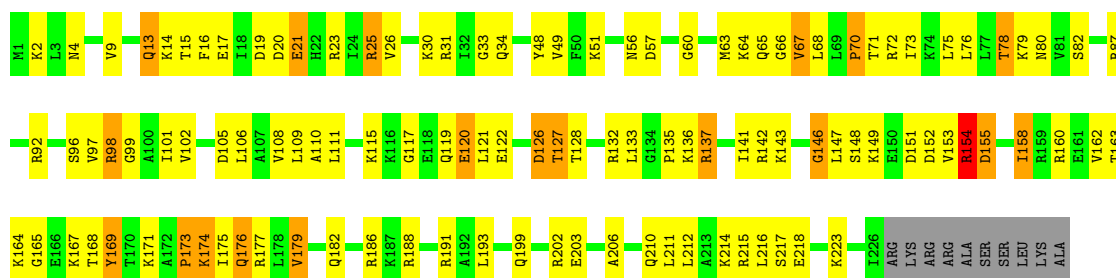 M1 K2 L3 N4 V9 Q13 K14 T15 F16 E17 I18 D19 D20 E21 H22 R23 I24 R25 V26 K30 R31 I32 G33 Q34 Y48 V49 F50 K51 N56 D57 G60 M63 K64 Q65 G66 V67 L68 L69 P70 T71 R72 I73 K74 L75 L76 L77 T78 K79 N80 V81 S82
R92 S96 V97 R98 G99 A100 I101 V102 D105 L106 A107 V108 L109 A110 L111 K115 K116 G117 E118 Q119 E120 L121 E122 D126 T127 T128 R132 L133 G134 P135 K136 R137 I141 R142 K143 G146 L147 S148 K149 E150 D151 D152 V153 R154 D155 I158 R159 R160 E161 V162 T163
K164 G165 E166 K167 T168 Y169 T170 K171 A172 P173 K174 I175 Q176 R177 L178 V179 Q182 R186 K187 R188 R191 A192 L193 Q199 R202 E203 A206 Q210 L211 L212 A213 K214 R215 L216 S217 E218 K223 I226 ARG LYS ARG ARG ALA SER SER LEU LYS ALA